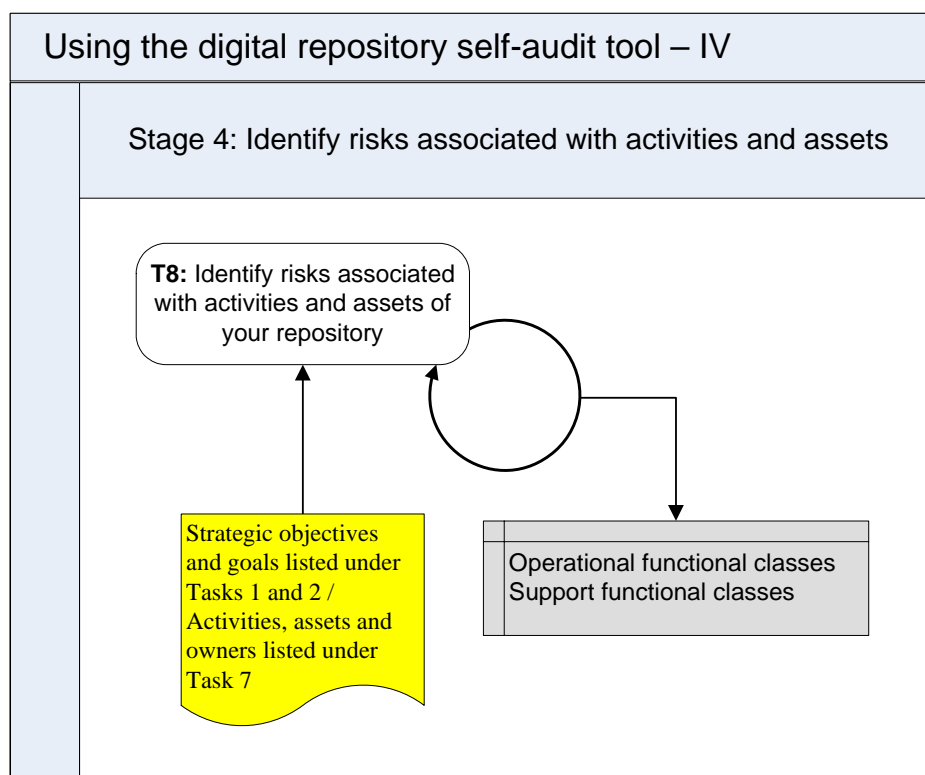 Using the digital repository self-audit tool – IV
Stage 4: Identify risks associated with activities and assets
T8: Identify risks associated
with activities and assets of
your repository
Strategic objectives
and goals listed under
Tasks 1 and 2 /
Activities, assets and
owners listed under
Task 7
Operational functional classes
Support functional classes